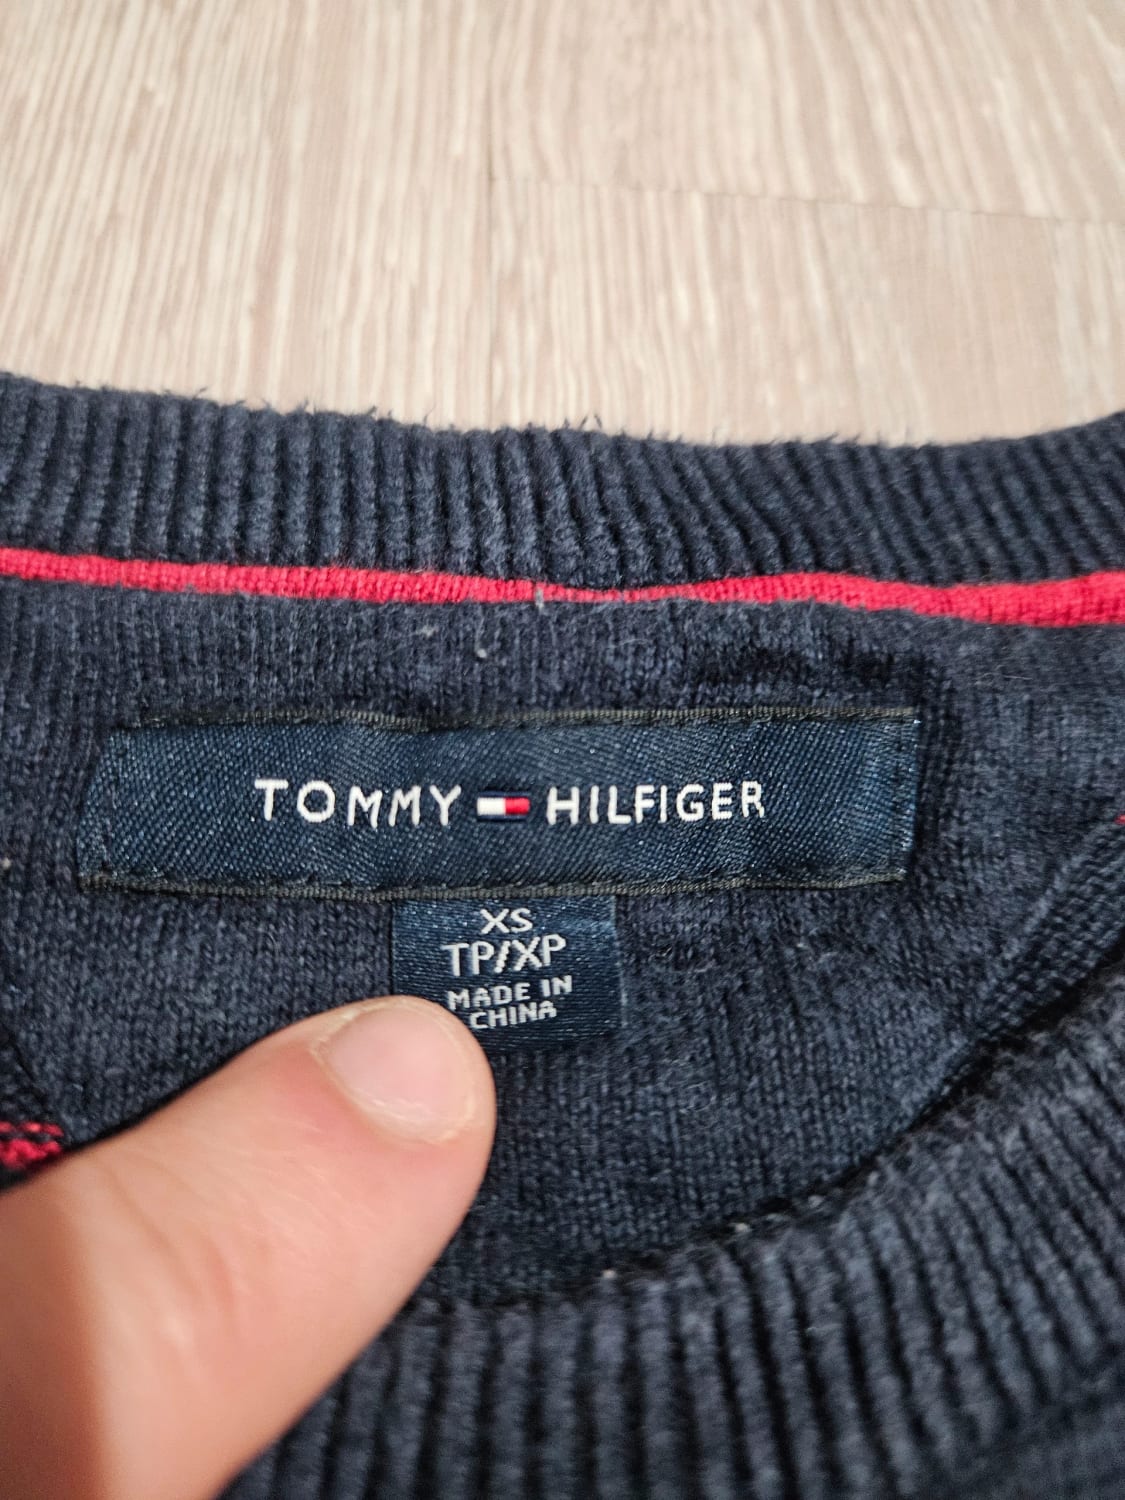 TOMMY HILFIGER
XS
TP/XP
MADE IN
CHINA